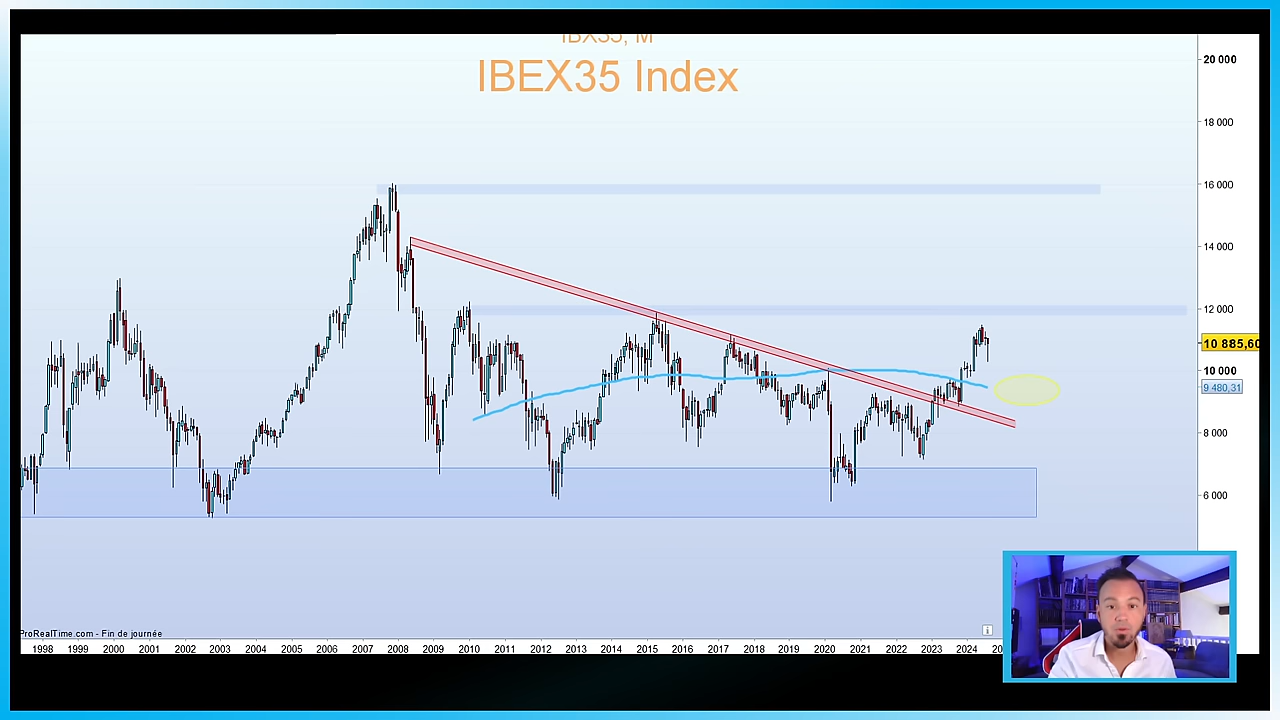 IBX35, M
IBEX35 Index
20 000
18 000
16 000
14 000
12 000
10 885,60
10 000
9 480,31
8 000
6 000
ProRealTime.com - Fin de journée
1998 1999 2000 2001 2002 2003 2004 2005 2006 2007 2008 2009 2010 2011 2012 2013 2014 2015 2016 2017 2018 2019 2020 2021 2022 2023 2024